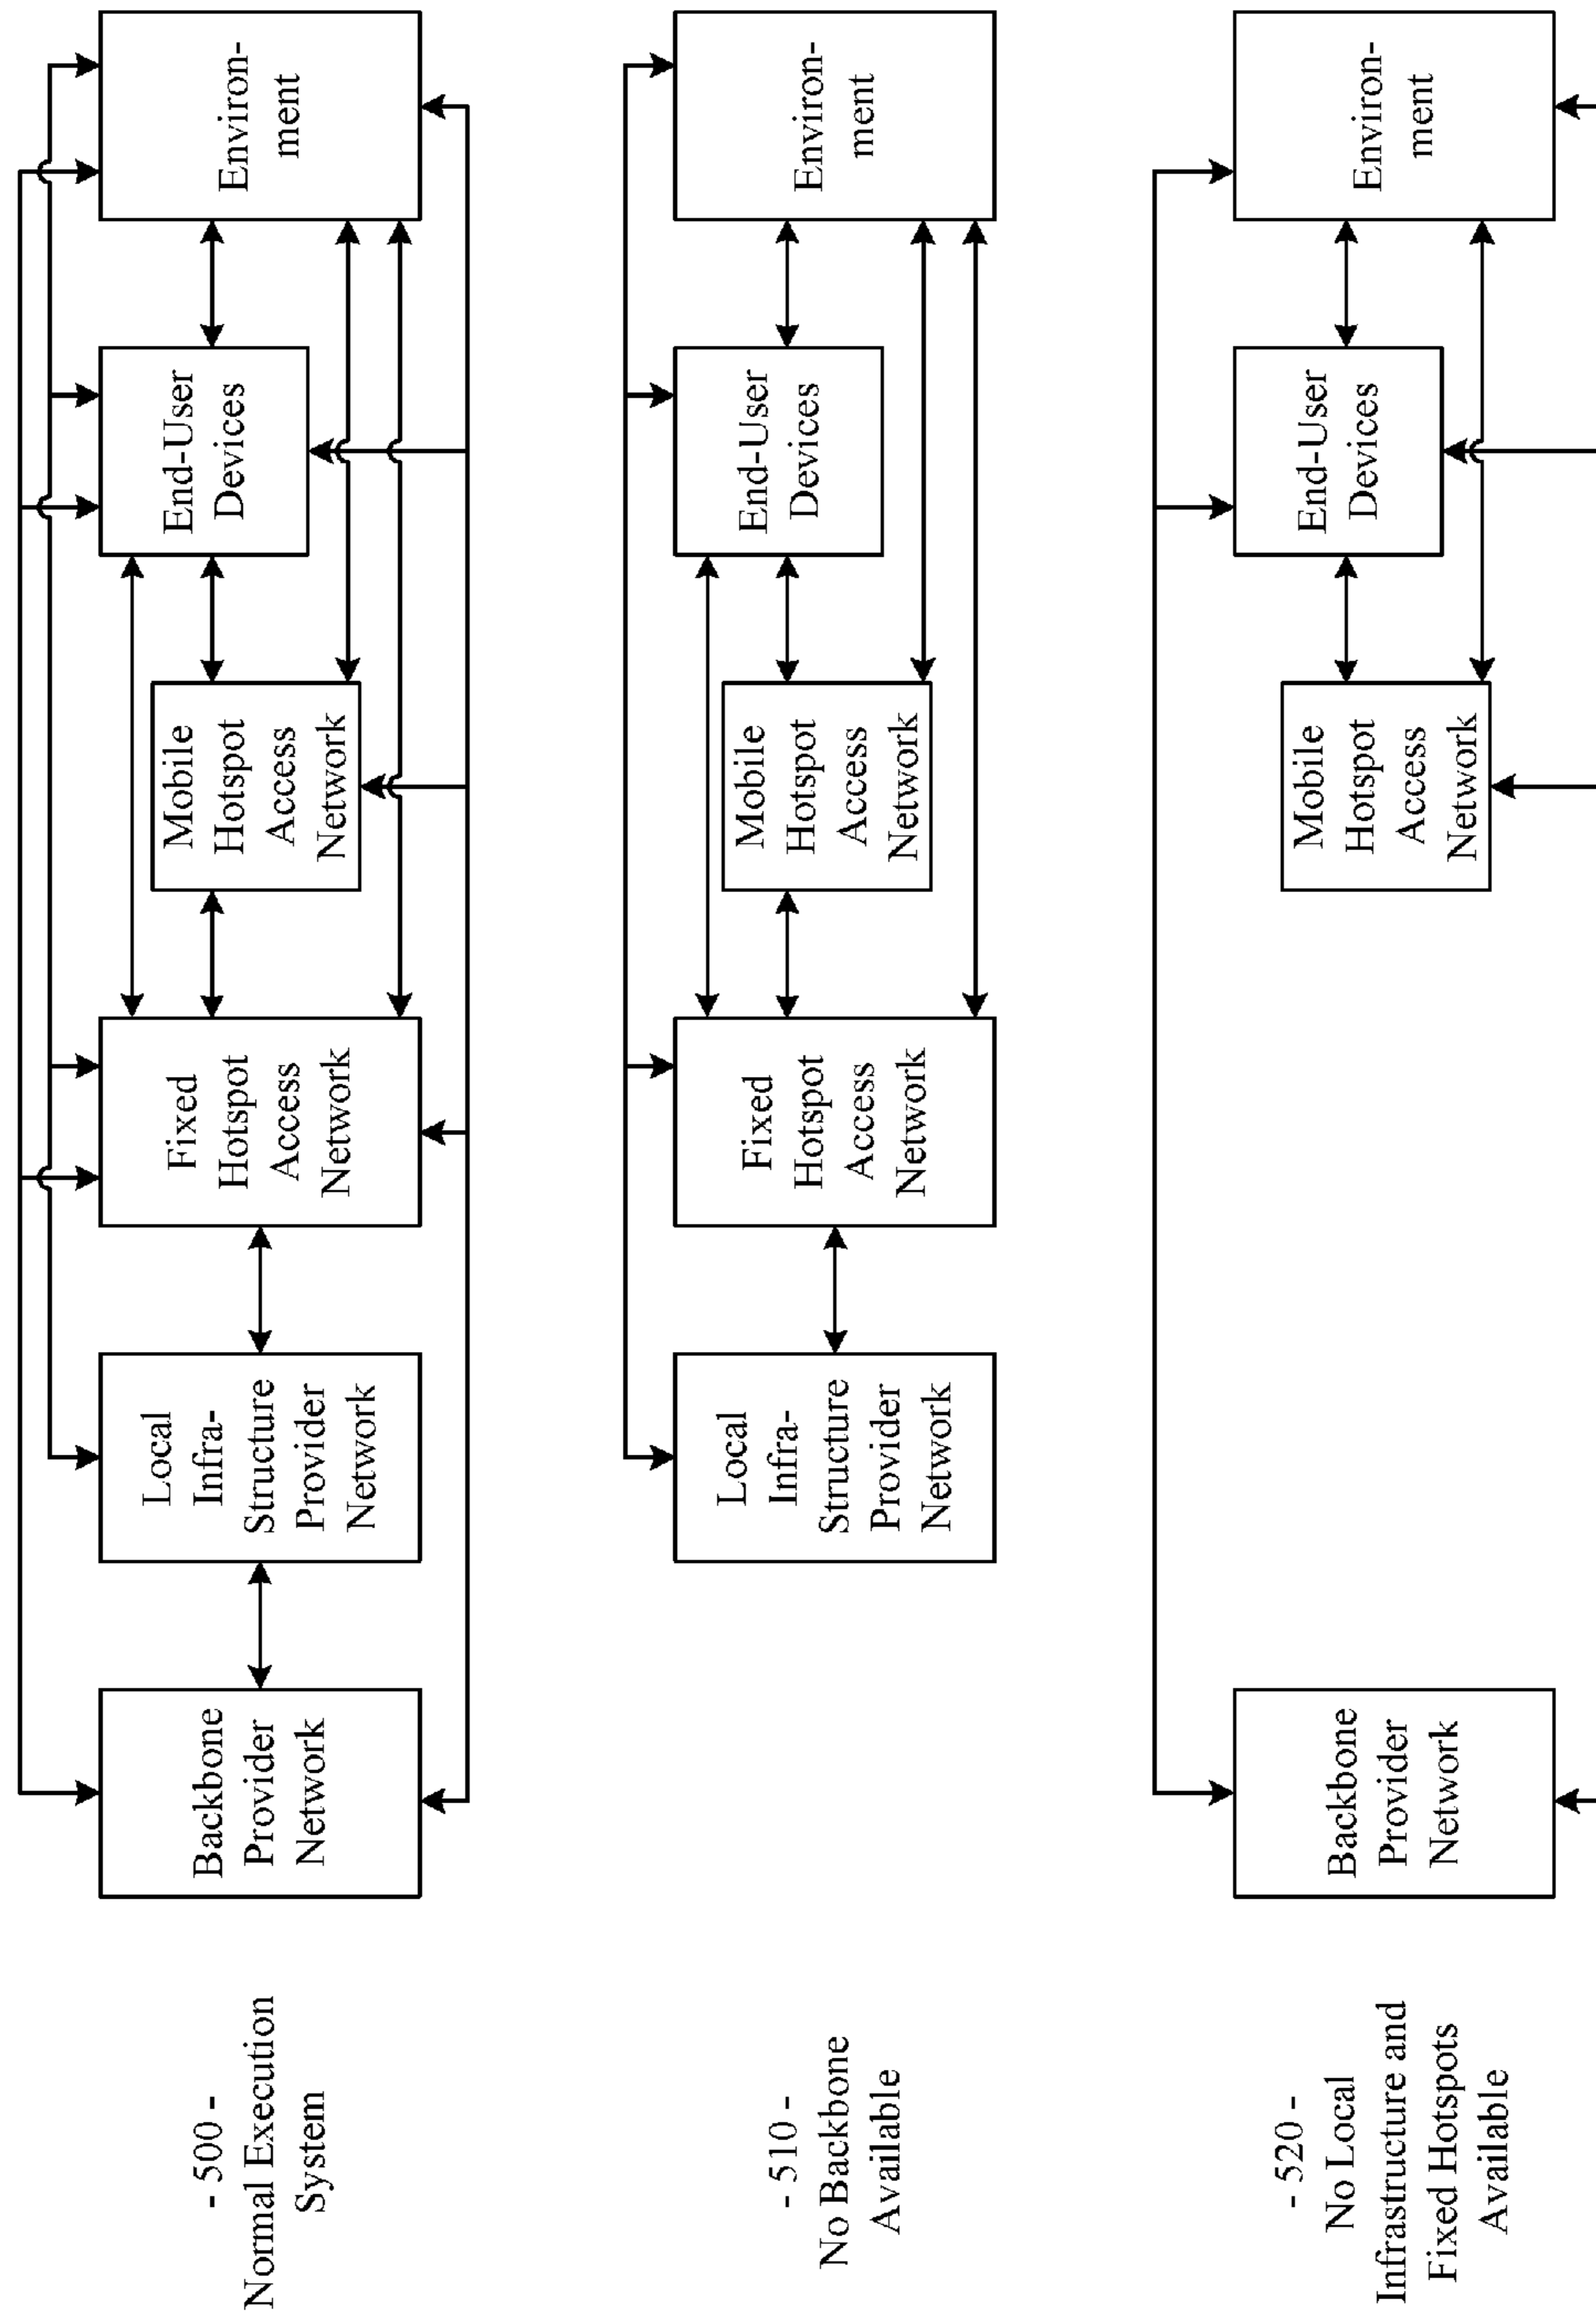 - 500 -
Normal Execution
System
Backbone
Provider
Network
Local
Infra-
Structure
Provider
Network
Fixed
Hotspot
Access
Network
Mobile
Hotspot
Access
Network
End-User
Devices
Environ-
ment
- 510 -
No Backbone
Available
Local
Infra-
Structure
Provider
Network
Fixed
Hotspot
Access
Network
Mobile
Hotspot
Access
Network
End-User
Devices
Environ-
ment
- 520 -
No Local
Infrastructure and
Fixed Hotspots
Available
Backbone
Provider
Network
Mobile
Hotspot
Access
Network
End-User
Devices
Environ-
ment